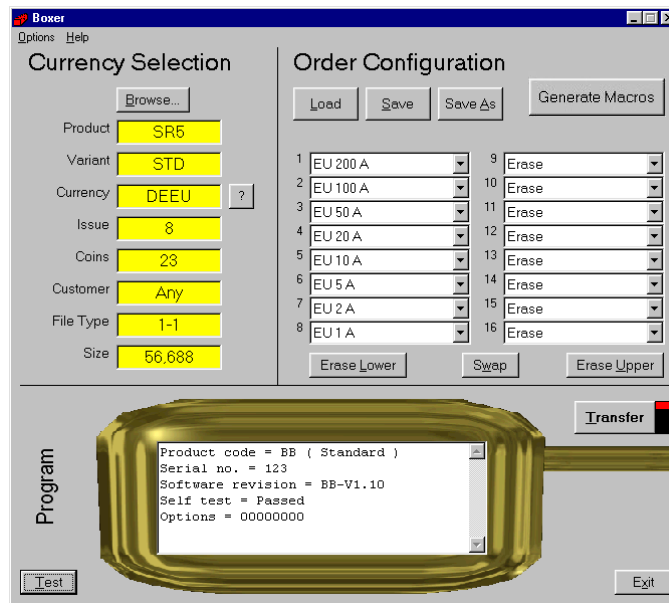 Boxer
Options Help
Currency Selection
Browse...
Product SR5
Variant STD
Currency DEEU ?
Issue 8
Coins 23
Customer Any
File Type 1-1
Size 56,688
Order Configuration
Load Save Save As Generate Macros
1 EU 200 A 9 Erase
2 EU 100 A 10 Erase
3 EU 50 A 11 Erase
4 EU 20 A 12 Erase
5 EU 10 A 13 Erase
6 EU 5 A 14 Erase
7 EU 2 A 15 Erase
8 EU 1 A 16 Erase
Erase Lower Swap Erase Upper
Transfer
Program
Product code = BB ( Standard )
Serial no. = 123
Software revision = BB-V1.10
Self test = Passed
Options = 00000000
Test Exit